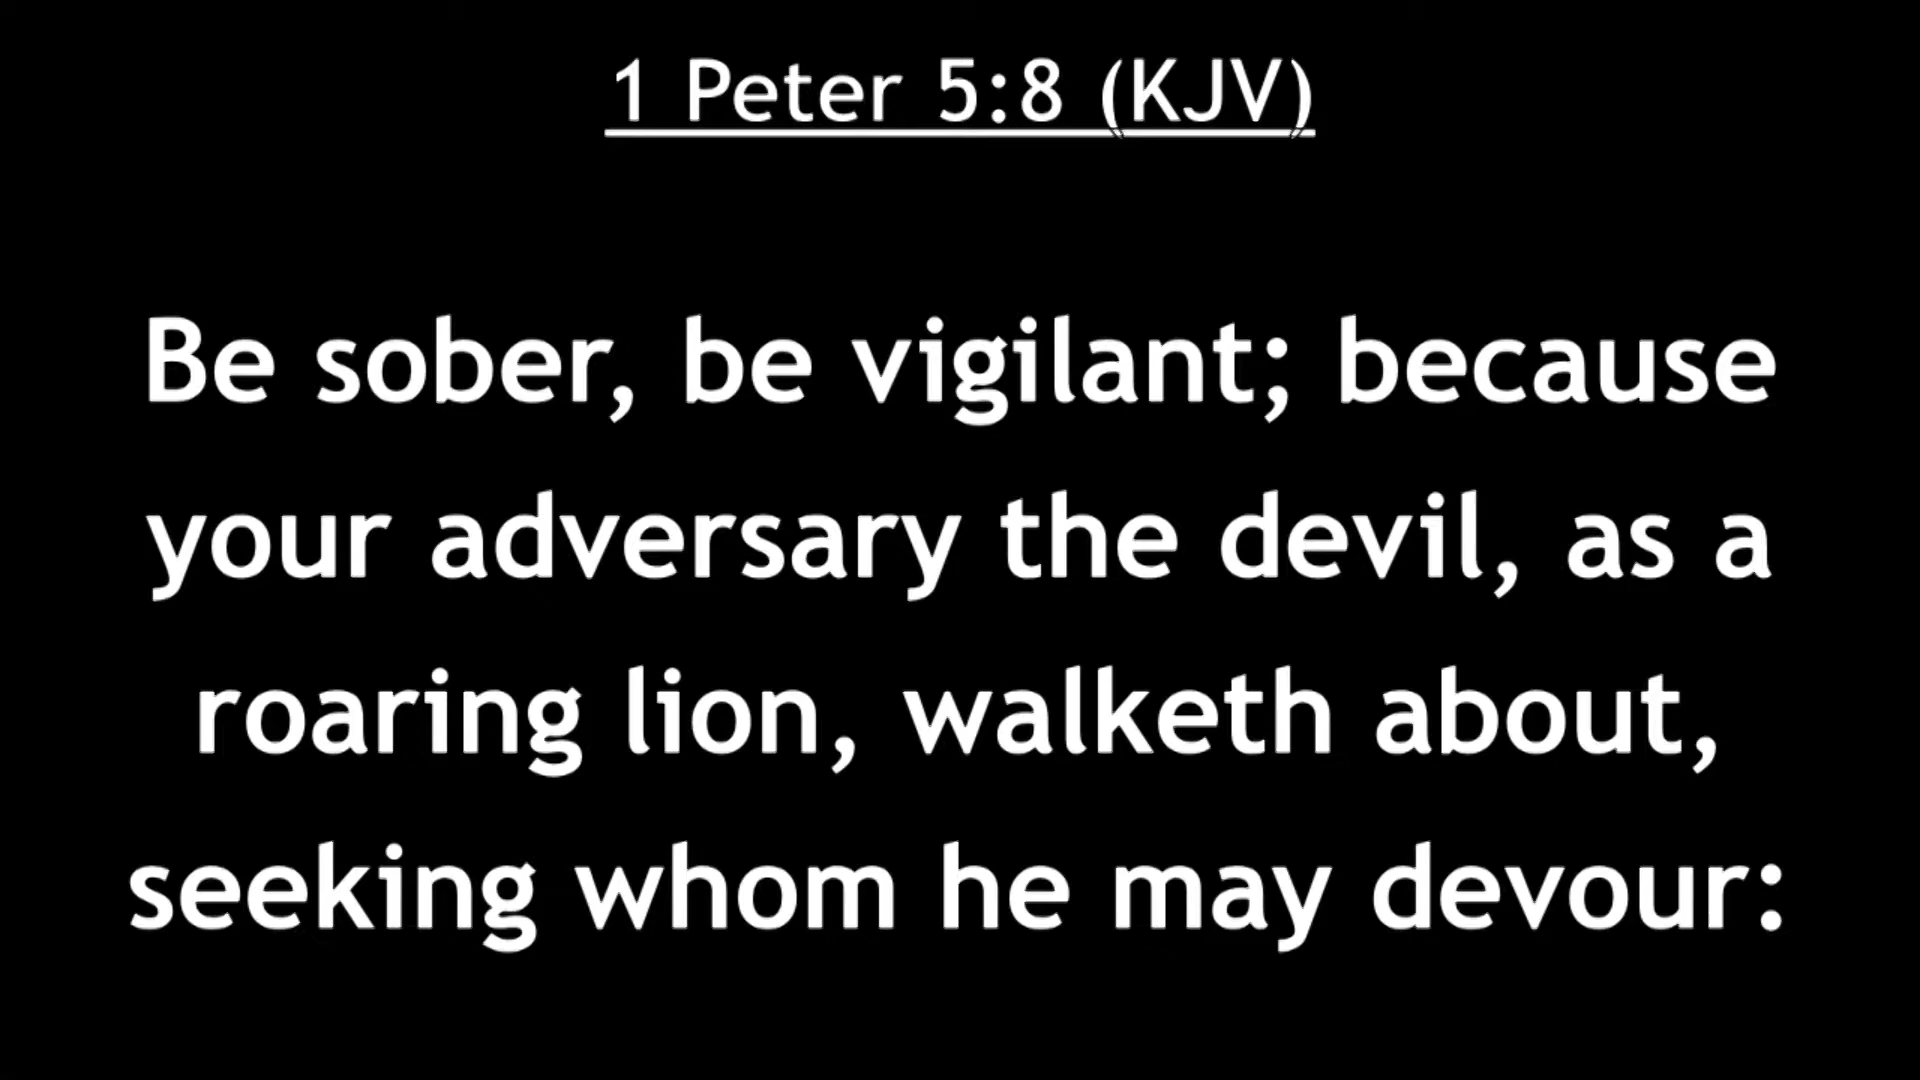 1 Peter 5:8 (KJV)
Be sober, be vigilant; because
your adversary the devil, as a
roaring lion, walketh about,
seeking whom he may devour: